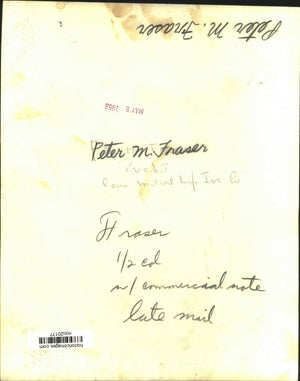 Peter M. Fraser
MAY 8 1953
Peter M. Fraser
Pres't
Conn Mutual Life Ins Co
Fraser
1/2 col
w/ commercial note
late mail
historicimages.com